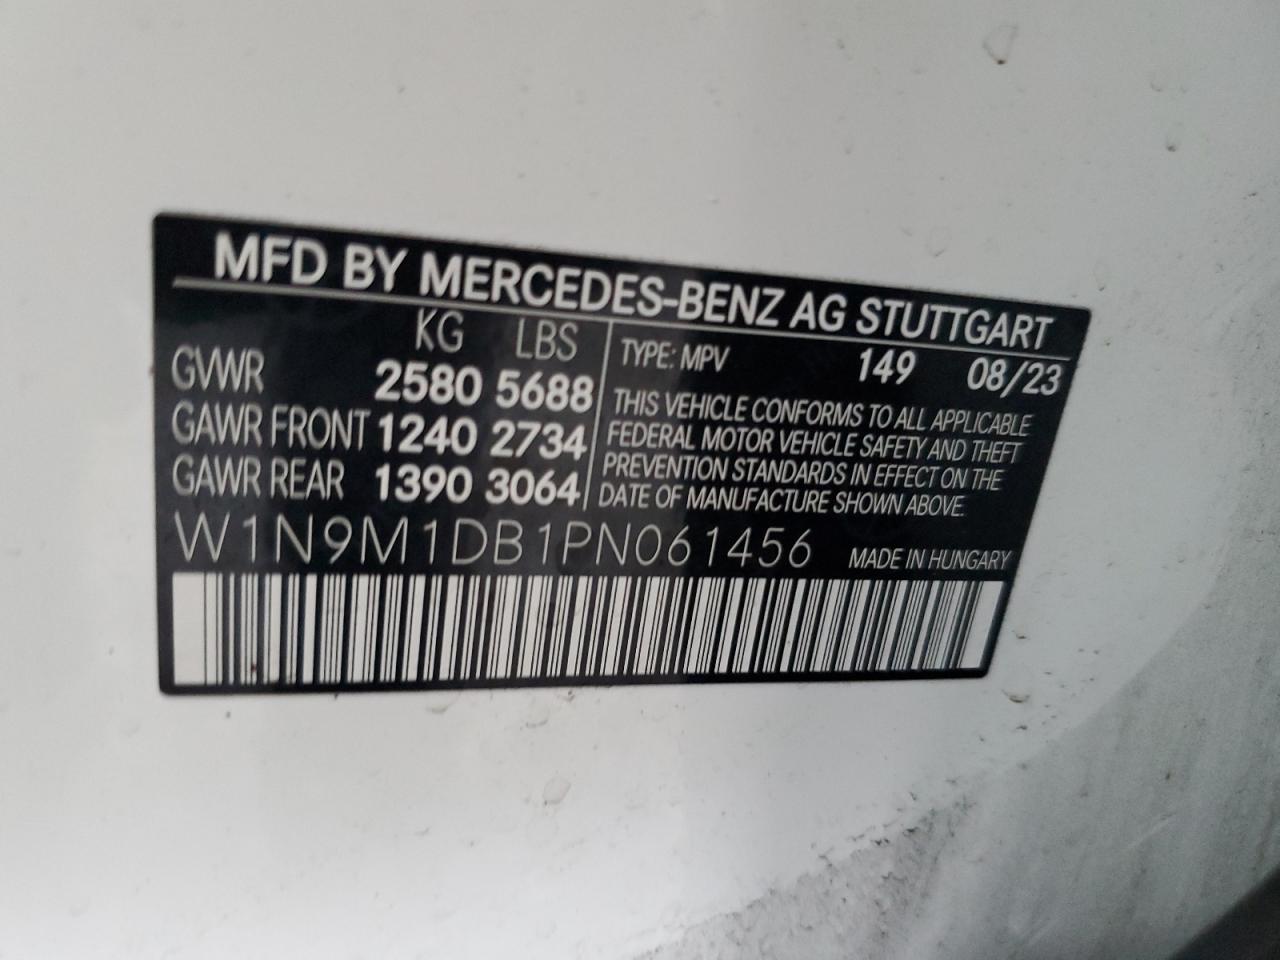 MFD BY MERCEDES-BENZ AG STUTTGART
KG LBS
GVWR 2580 5688
GAWR FRONT 1240 2734
GAWR REAR 1390 3064
TYPE: MPV 149 08/23
THIS VEHICLE CONFORMS TO ALL APPLICABLE
FEDERAL MOTOR VEHICLE SAFETY AND THEFT
PREVENTION STANDARDS IN EFFECT ON THE
DATE OF MANUFACTURE SHOWN ABOVE.
W1N9M1DB1PN061456 MADE IN HUNGARY